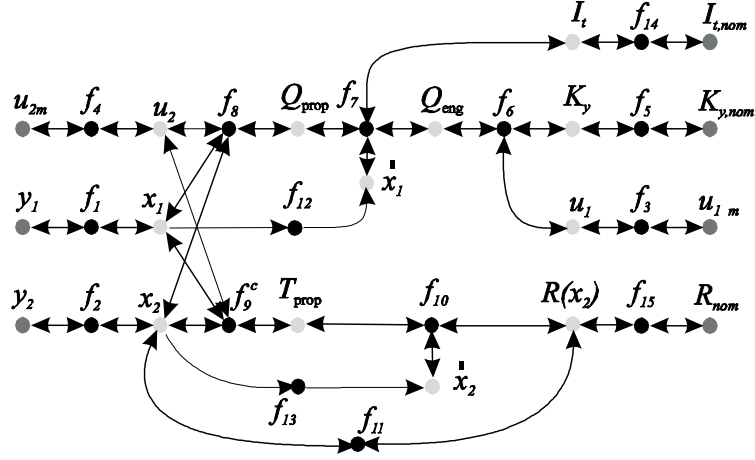 I_t f_14 I_t,nom
u_2m f_4 u_2 f_8 Q_prop f_7 Q_eng f_6 K_y f_5 K_y,nom
y_1 f_1 x_1 f_12 ẍ_1 u_1 f_3 u_1 m
y_2 f_2 x_2 f_9^c T_prop f_10 R(x_2) f_15 R_nom
f_13 ẋ_2
f_11